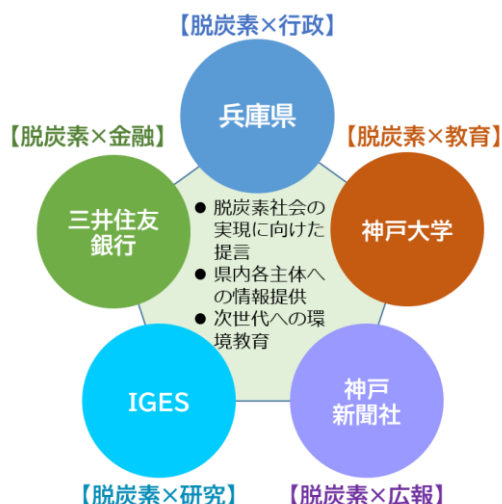 【脱炭素×行政】
兵庫県
【脱炭素×金融】
【脱炭素×教育】
三井住友
銀行
● 脱炭素社会の
実現に向けた
提言
● 県内各主体へ
の情報提供
● 次世代への環
境教育
神戸大学
IGES
神戸
新聞社
【脱炭素×研究】
【脱炭素×広報】